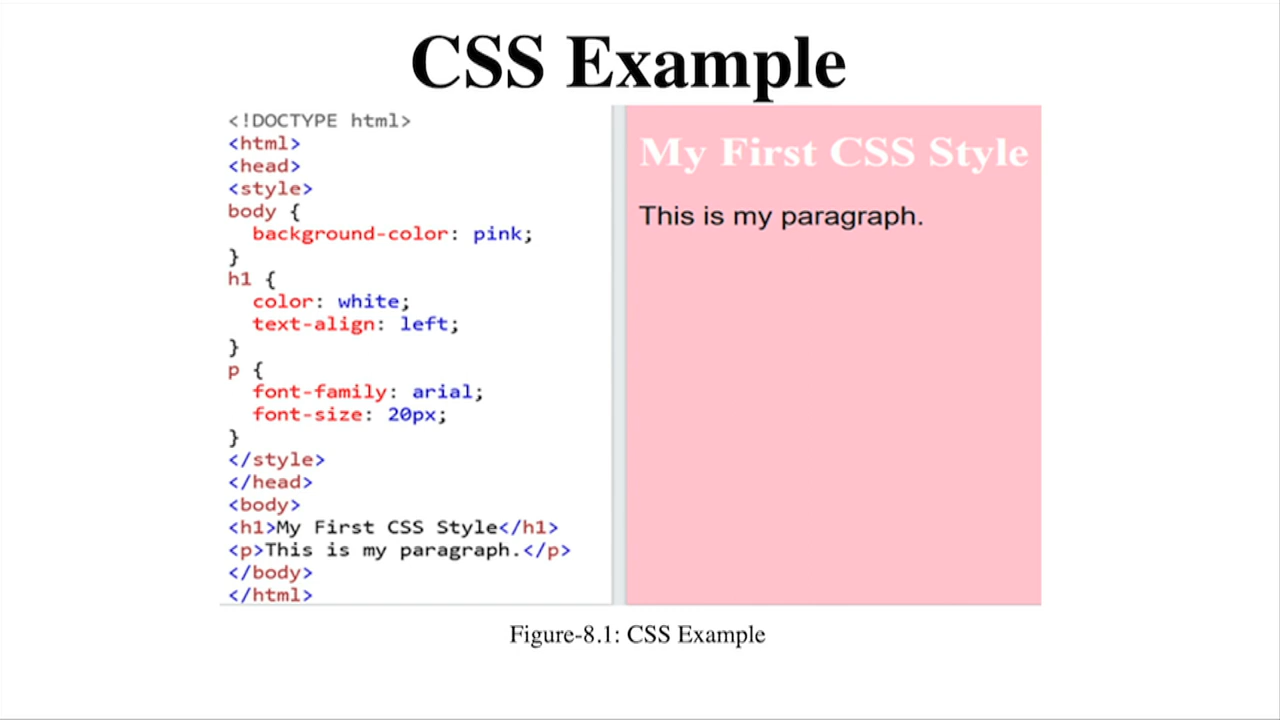 CSS Example
<!DOCTYPE html>
<html>
<head>
<style>
body {
  background-color: pink;
}
h1 {
  color: white;
  text-align: left;
}
p {
  font-family: arial;
  font-size: 20px;
}
</style>
</head>
<body>
<h1>My First CSS Style</h1>
<p>This is my paragraph.</p>
</body>
</html>
My First CSS Style
This is my paragraph.
Figure-8.1: CSS Example